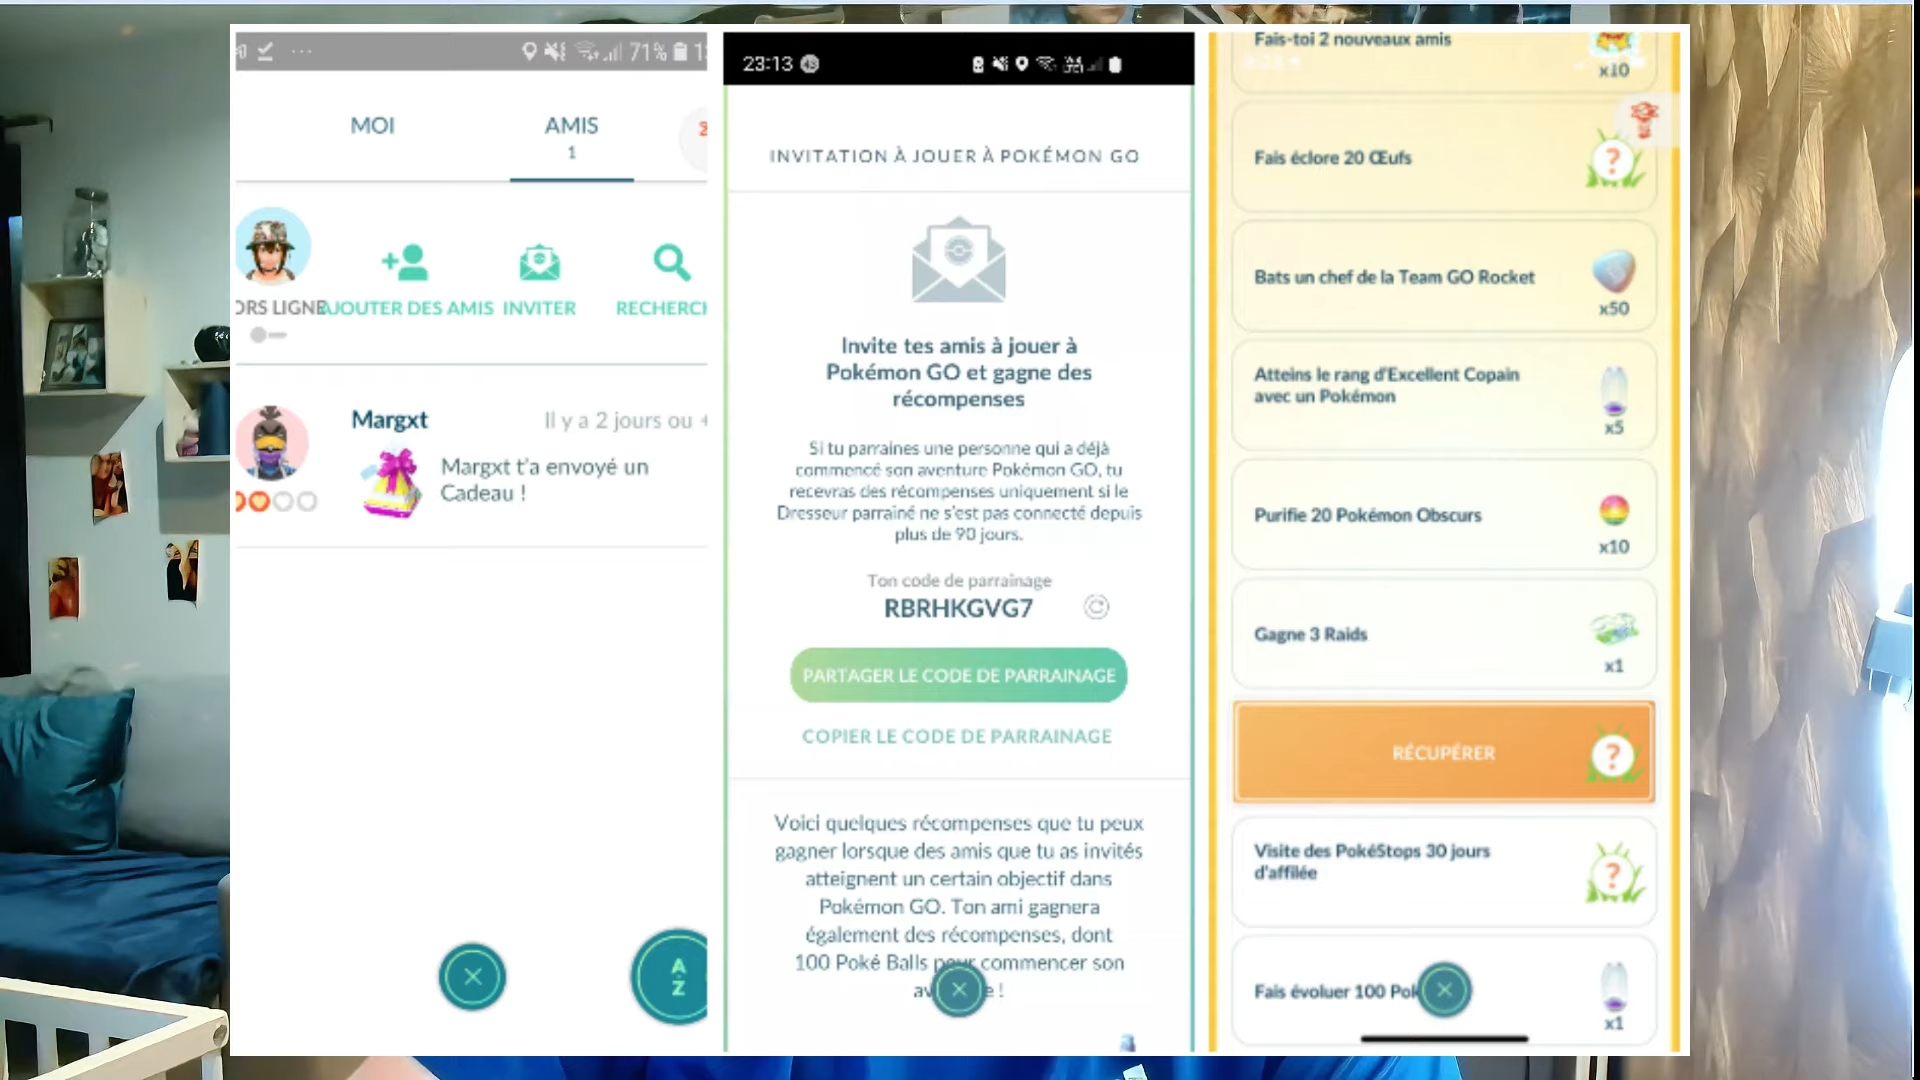 71%
MOI
AMIS
1
AJOUTER DES AMIS
INVITER
Margxt
Il y a 2 jours ou +
Margxt t'a envoyé un
Cadeau !
A
Z
23:13
INVITATION À JOUER À POKÉMON GO
Invite tes amis à jouer à
Pokémon GO et gagne des
récompenses
Si tu parraines une personne qui a déjà
commencé son aventure Pokémon GO, tu
recevras des récompenses uniquement si le
Dresseur parrainé ne s'est pas connecté depuis
plus de 90 jours.
Ton code de parrainage
RBRHKGVG7
PARTAGER LE CODE DE PARRAINAGE
COPIER LE CODE DE PARRAINAGE
Voici quelques récompenses que tu peux
gagner lorsque des amis que tu as invités
atteignent un certain objectif dans
Pokémon GO. Ton ami gagnera
également des récompenses, dont
100 Poké Balls pour commencer son
Fais-toi 2 nouveaux amis
x10
Fais éclore 20 Œufs
?
Bats un chef de la Team GO Rocket
x50
Atteins le rang d'Excellent Copain
avec un Pokémon
x5
Purifie 20 Pokémon Obscurs
x10
Gagne 3 Raids
x1
RÉCUPÉRER
?
Visite des PokéStops 30 jours
d'affilée
?
Fais évoluer 100
x1